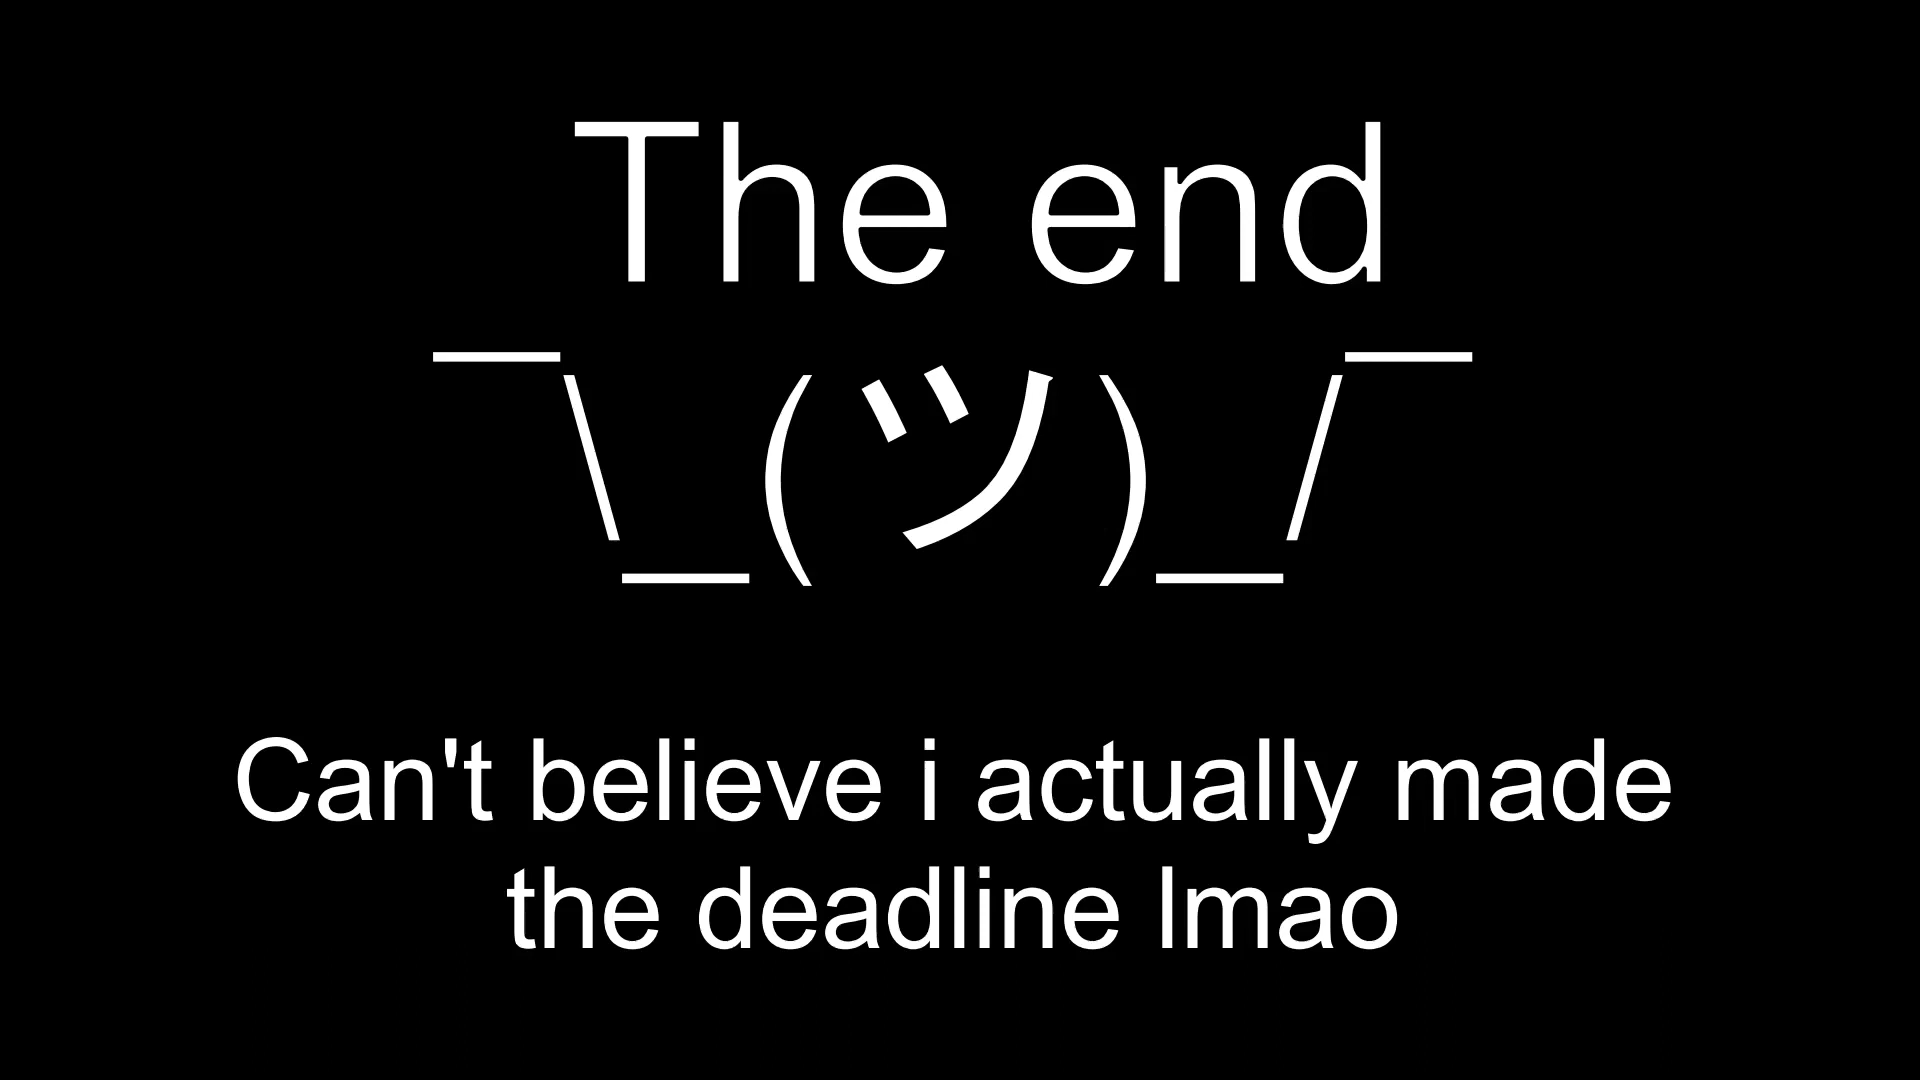 The end
¯\_(ツ)_/¯
Can't believe i actually made
the deadline lmao